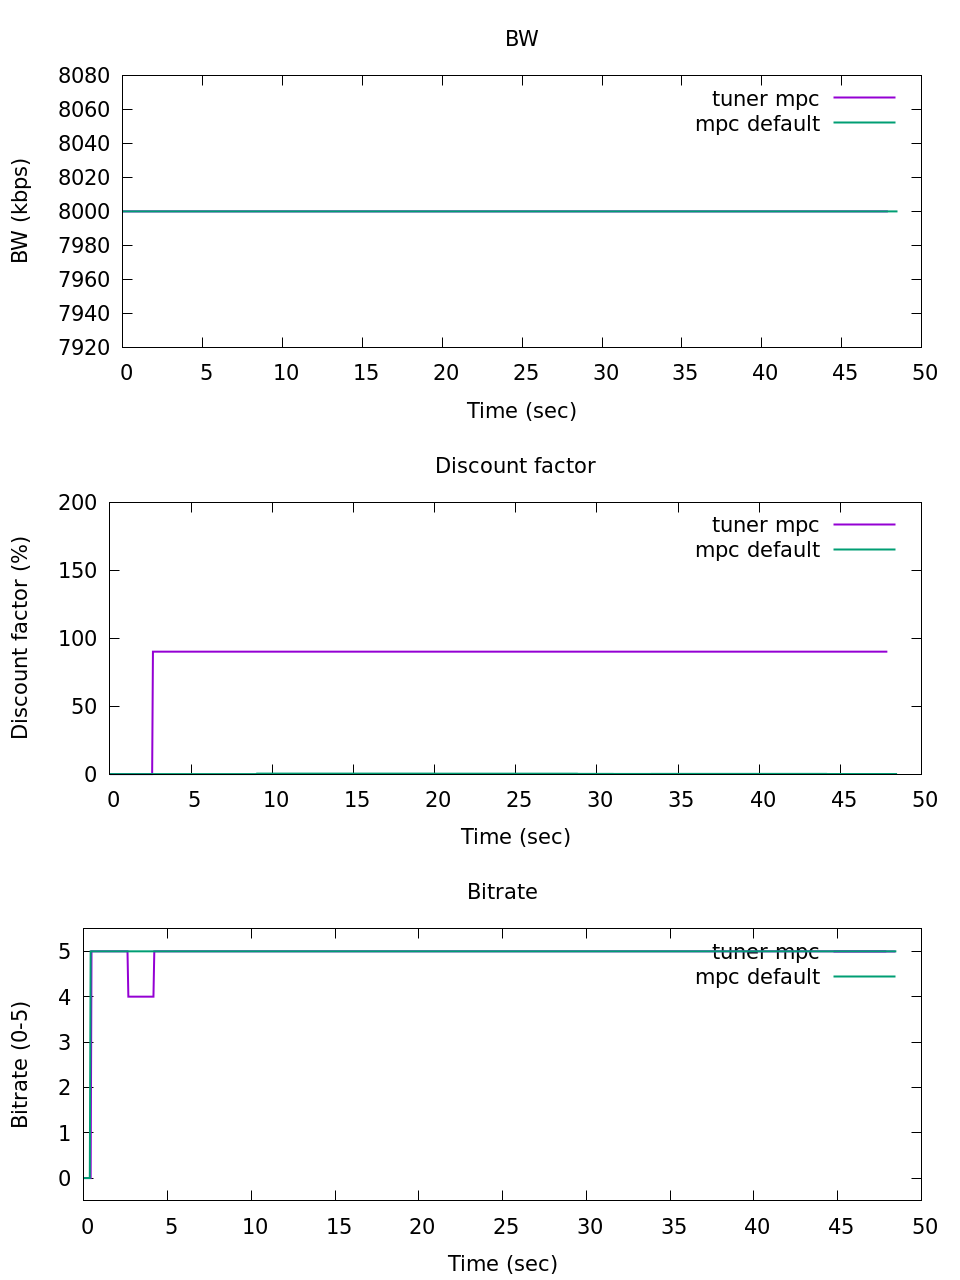 BW
8080
8060
8040
8020
8000
7980
7960
7940
7920
BW (kbps)
tuner mpc
mpc default
0 5 10 15 20 25 30 35 40 45 50
Time (sec)
Discount factor
200
150
100
50
0
Discount factor (%)
tuner mpc
mpc default
0 5 10 15 20 25 30 35 40 45 50
Time (sec)
Bitrate
5
4
3
2
1
0
Bitrate (0-5)
tuner mpc
mpc default
0 5 10 15 20 25 30 35 40 45 50
Time (sec)